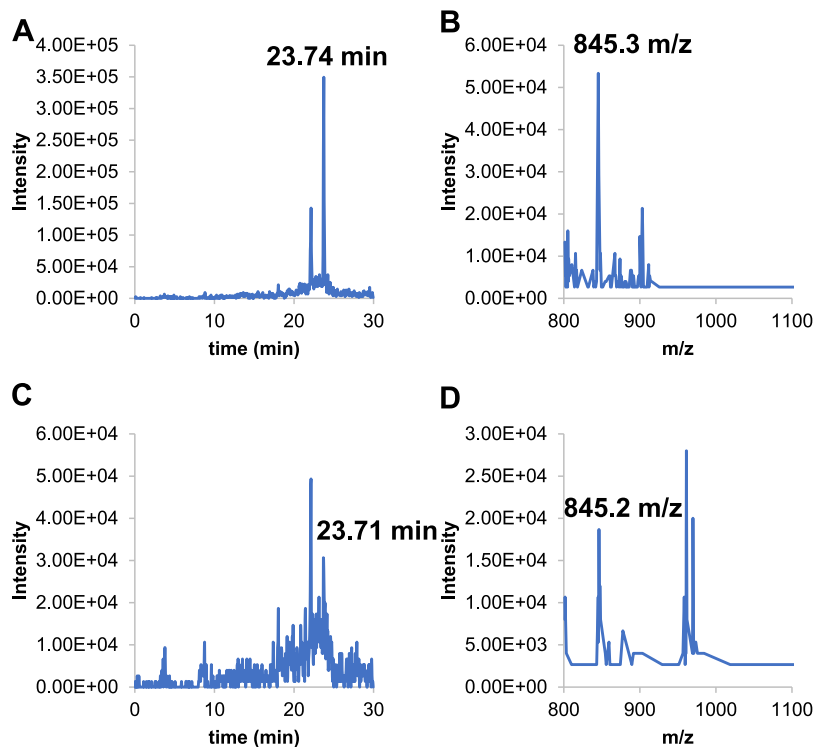 A
23.74 min
4.00E+05
3.50E+05
3.00E+05
2.50E+05
2.00E+05
1.50E+05
1.00E+05
5.00E+04
0.00E+00
Intensity
0 10 20 30
time (min)
B
845.3 m/z
6.00E+04
5.00E+04
4.00E+04
3.00E+04
2.00E+04
1.00E+04
0.00E+00
Intensity
800 900 1000 1100
m/z
C
23.71 min
6.00E+04
5.00E+04
4.00E+04
3.00E+04
2.00E+04
1.00E+04
0.00E+00
Intensity
0 10 20 30
time (min)
D
845.2 m/z
3.00E+04
2.50E+04
2.00E+04
1.50E+04
1.00E+04
5.00E+03
0.00E+00
Intensity
800 900 1000 1100
m/z